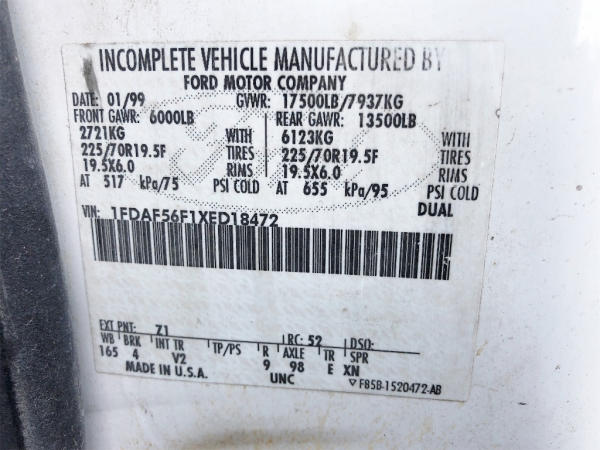 INCOMPLETE VEHICLE MANUFACTURED BY
FORD MOTOR COMPANY
DATE: 01/99 GVWR: 17500LB/7937KG
FRONT GAWR: 6000LB REAR GAWR: 13500LB
2721KG WITH 6123KG WITH
225/70R19.5F TIRES 225/70R19.5F TIRES
19.5X6.0 RIMS 19.5X6.0 RIMS
AT 517 kPa/75 PSI COLD AT 655 kPa/95 PSI COLD
DUAL
VIN: 1FDAF56F1XED18472
EXT PNT: Z1 RC: 52 DSO:
WB BRK INT TR TP/PS R AXLE TR SPR
165 4 V2 9 98 E XN
MADE IN U.S.A. UNC ▽ F85B-1520472-AB